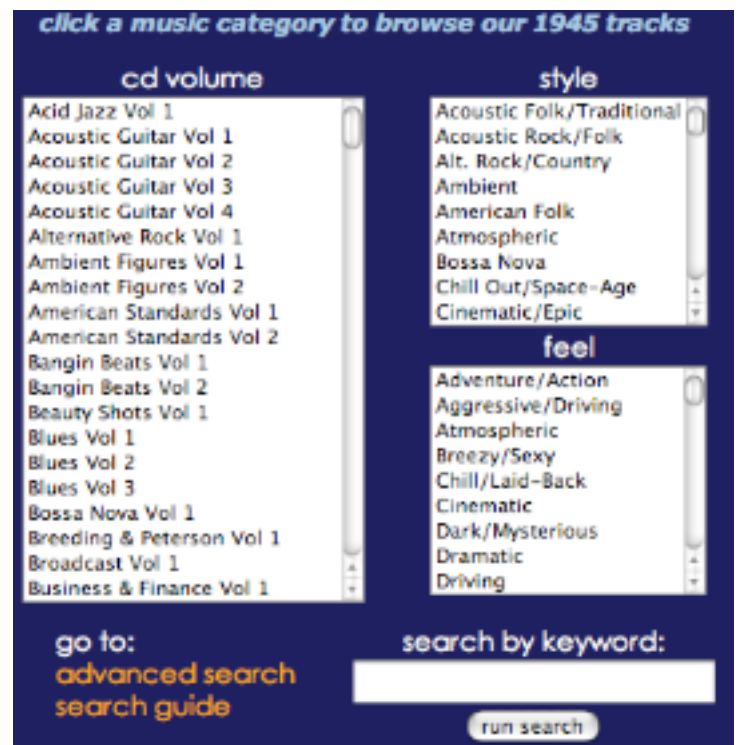 click a music category to browse our 1945 tracks
cd volume
Acid Jazz Vol 1
Acoustic Guitar Vol 1
Acoustic Guitar Vol 2
Acoustic Guitar Vol 3
Acoustic Guitar Vol 4
Alternative Rock Vol 1
Ambient Figures Vol 1
Ambient Figures Vol 2
American Standards Vol 1
American Standards Vol 2
Bangin Beats Vol 1
Bangin Beats Vol 2
Beauty Shots Vol 1
Blues Vol 1
Blues Vol 2
Blues Vol 3
Bossa Nova Vol 1
Breeding & Peterson Vol 1
Broadcast Vol 1
Business & Finance Vol 1
style
Acoustic Folk/Traditional
Acoustic Rock/Folk
Alt. Rock/Country
Ambient
American Folk
Atmospheric
Bossa Nova
Chill Out/Space-Age
Cinematic/Epic
feel
Adventure/Action
Aggressive/Driving
Atmospheric
Breezy/Sexy
Chill/Laid-Back
Cinematic
Dark/Mysterious
Dramatic
Driving
go to:
advanced search
search guide
search by keyword:
run search